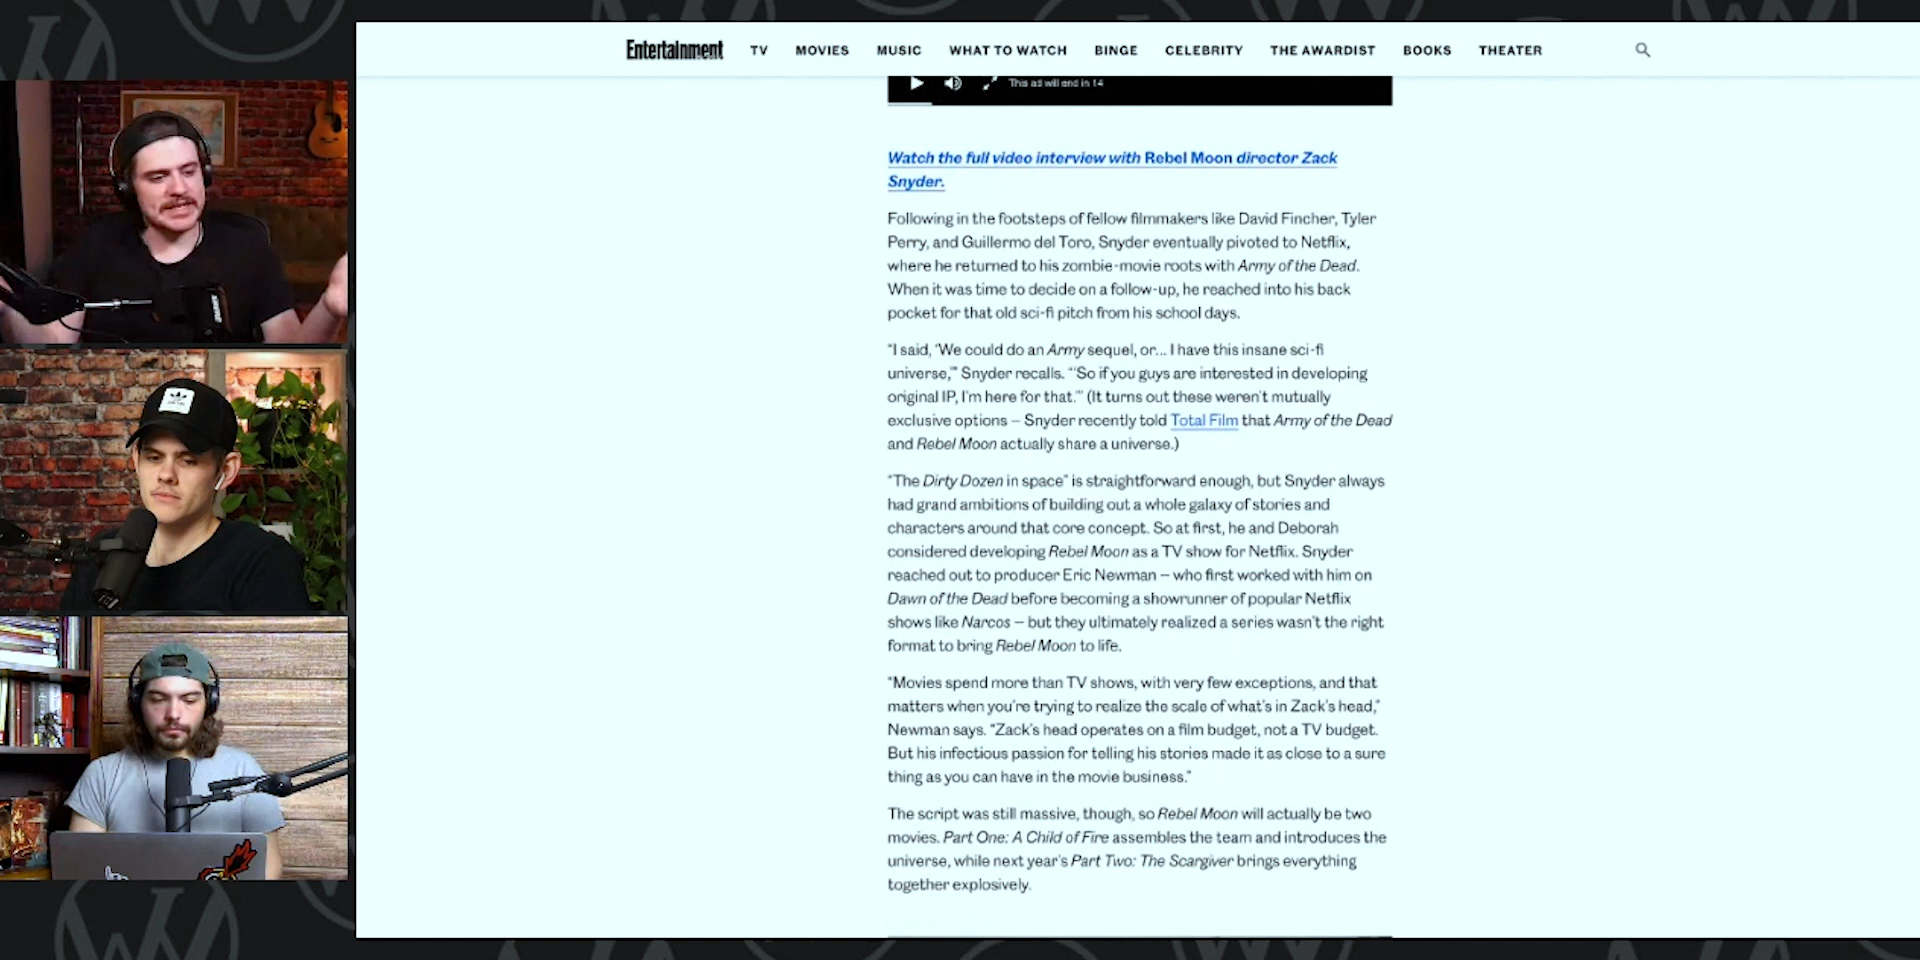 Entertainment TV MOVIES MUSIC WHAT TO WATCH BINGE CELEBRITY THE AWARDIST BOOKS THEATER
This ad will end in 14
Watch the full video interview with Rebel Moon director Zack
Snyder.
Following in the footsteps of fellow filmmakers like David Fincher, Tyler
Perry, and Guillermo del Toro, Snyder eventually pivoted to Netflix,
where he returned to his zombie-movie roots with Army of the Dead.
When it was time to decide on a follow-up, he reached into his back
pocket for that old sci-fi pitch from his school days.
"I said, 'We could do an Army sequel, or... I have this insane sci-fi
universe,'" Snyder recalls. "'So if you guys are interested in developing
original IP, I'm here for that.'" (It turns out these weren't mutually
exclusive options — Snyder recently told Total Film that Army of the Dead
and Rebel Moon actually share a universe.)
"The Dirty Dozen in space" is straightforward enough, but Snyder always
had grand ambitions of building out a whole galaxy of stories and
characters around that core concept. So at first, he and Deborah
considered developing Rebel Moon as a TV show for Netflix. Snyder
reached out to producer Eric Newman — who first worked with him on
Dawn of the Dead before becoming a showrunner of popular Netflix
shows like Narcos — but they ultimately realized a series wasn't the right
format to bring Rebel Moon to life.
"Movies spend more than TV shows, with very few exceptions, and that
matters when you're trying to realize the scale of what's in Zack's head,"
Newman says. "Zack's head operates on a film budget, not a TV budget.
But his infectious passion for telling his stories made it as close to a sure
thing as you can have in the movie business."
The script was still massive, though, so Rebel Moon will actually be two
movies. Part One: A Child of Fire assembles the team and introduces the
universe, while next year's Part Two: The Scargiver brings everything
together explosively.